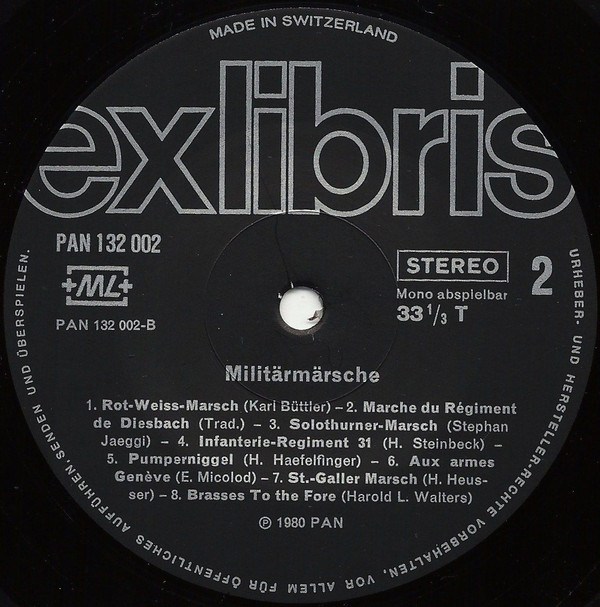 MADE IN SWITZERLAND
exlibris
PAN 132 002
+ML+
PAN 132 002-B
STEREO
2
Mono abspielbar
33 1/3 T
Militärmärsche
1. Rot-Weiss-Marsch (Karl Büttler) – 2. Marche du Régiment
de Diesbach (Trad.) – 3. Solothurner-Marsch (Stephan
Jaeggi) – 4. Infanterie-Regiment 31 (H. Steinbeck) –
5. Pumperniggel (H. Haefelfinger) – 6. Aux armes
Genève (E. Micolod) – 7. St.-Galler Marsch (H. Heus-
ser) – 8. Brasses To the Fore (Harold L. Walters)
℗ 1980 PAN
URHEBER- UND HERSTELLER-RECHTE VORBEHALTEN, VOR ALLEM FÜR ÖFFENTLICHES AUFFÜHREN, SENDEN UND ÜBERSPIELEN.